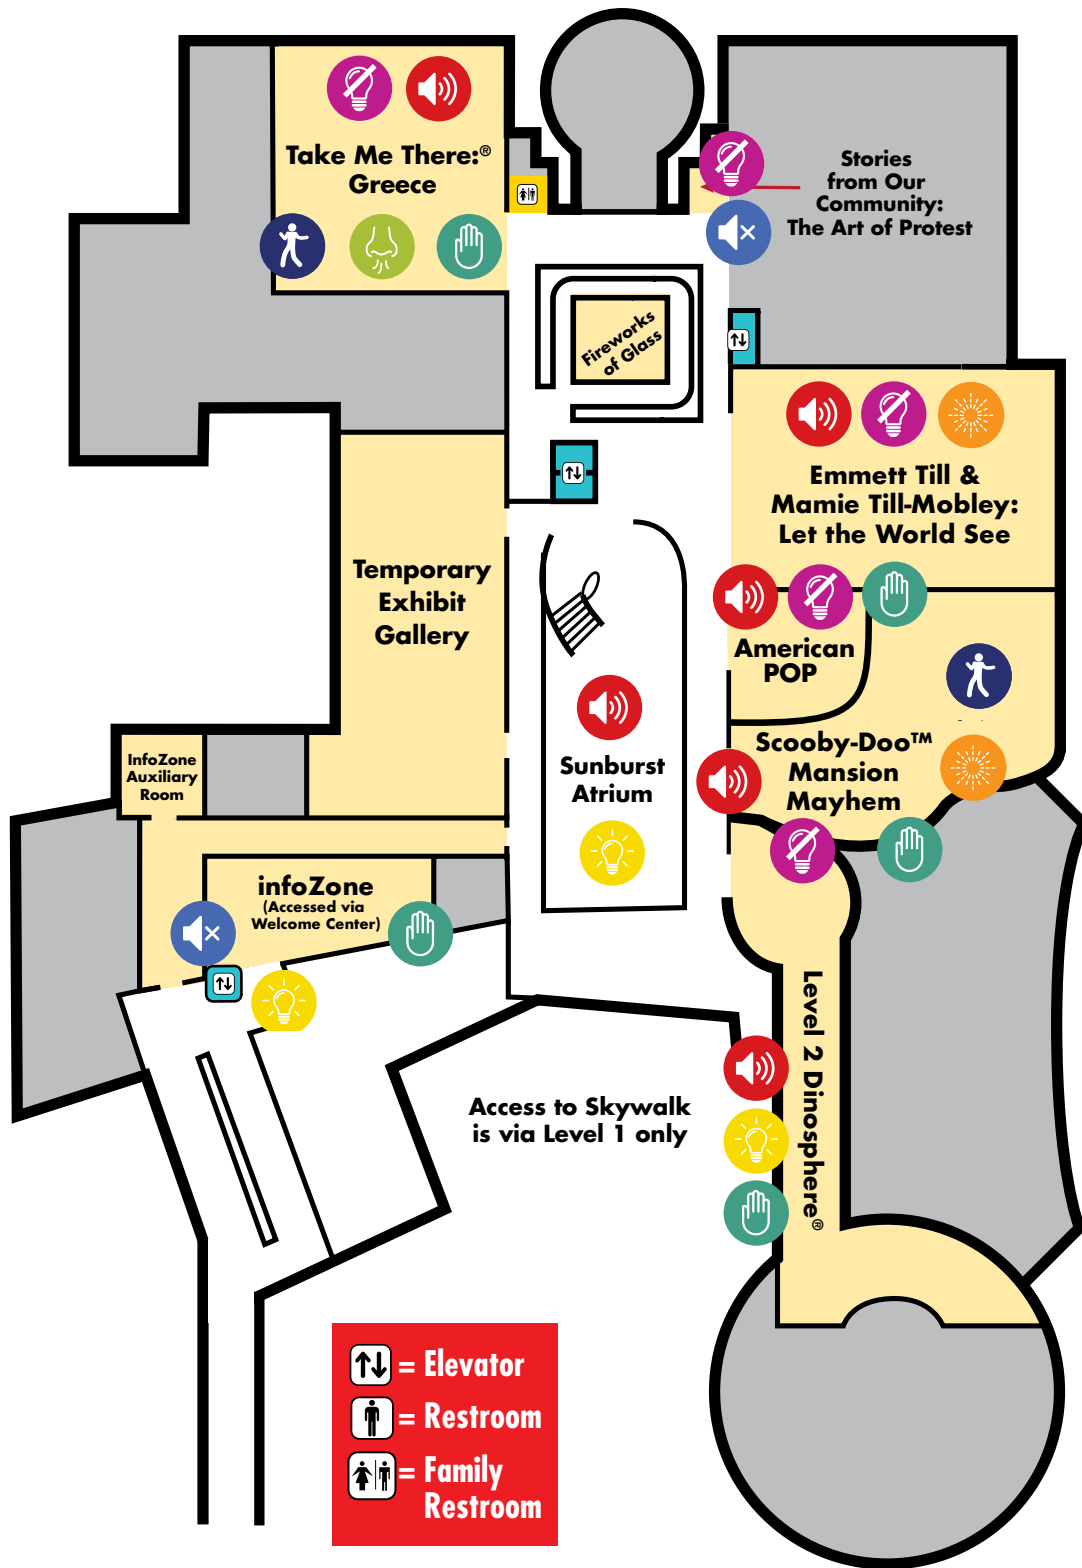 Take Me There:®
Greece
Stories
from Our
Community:
The Art of Protest
Fireworks
of Glass
Emmett Till &
Mamie Till-Mobley:
Let the World See
Temporary
Exhibit
Gallery
American
POP
Sunburst
Atrium
Scooby-Doo™
Mansion
Mayhem
InfoZone
Auxiliary
Room
infoZone
(Accessed via
Welcome Center)
Level 2 Dinosphere®
Access to Skywalk
is via Level 1 only
= Elevator
= Restroom
= Family
Restroom